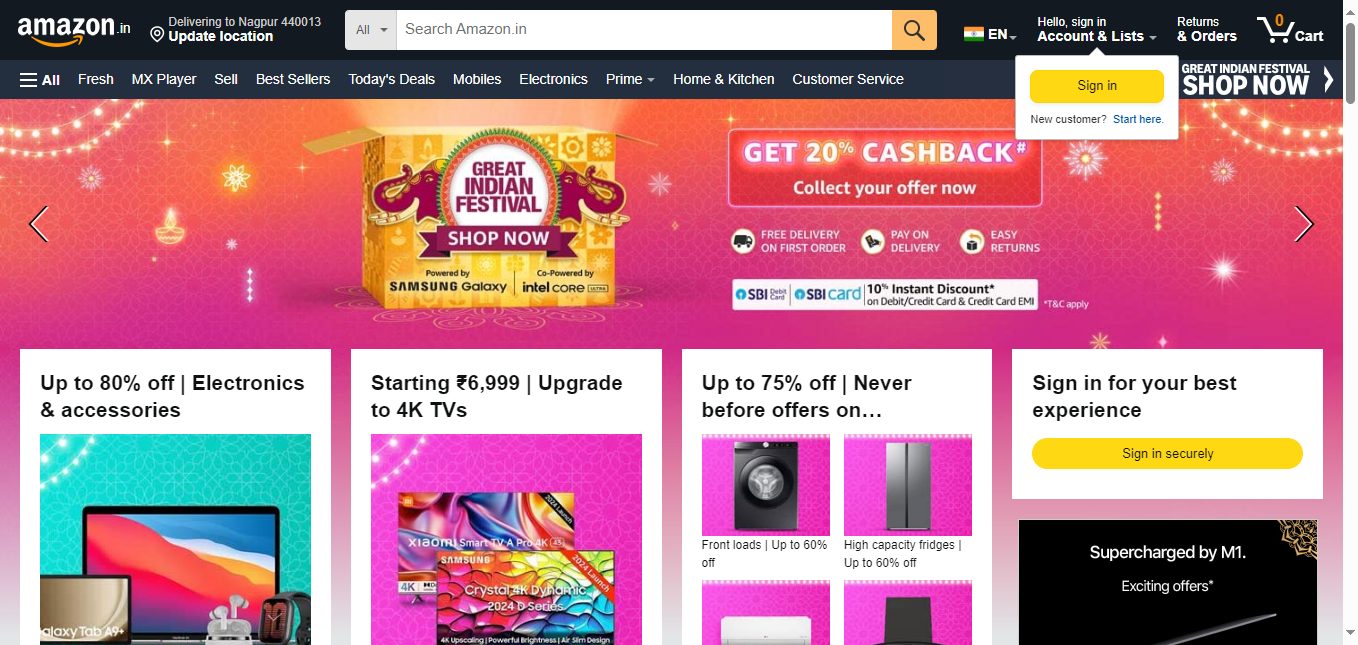 amazon.in
Delivering to Nagpur 440013
Update location
All
Search Amazon.in
EN
Hello, sign in
Account & Lists
Returns
& Orders
0
Cart
All
Fresh
MX Player
Sell
Best Sellers
Today's Deals
Mobiles
Electronics
Prime
Home & Kitchen
Customer Service
GREAT INDIAN FESTIVAL
SHOP NOW
Sign in
New customer? Start here.
GREAT
INDIAN
FESTIVAL
SHOP NOW
Powered by
SAMSUNG Galaxy
Co-Powered by
intel CORE ULTRA
GET 20% CASHBACK#
Collect your offer now
FREE DELIVERY
ON FIRST ORDER
PAY ON
DELIVERY
EASY
RETURNS
SBI Debit Card
SBI card
10% Instant Discount*
on Debit/Credit Card & Credit Card EMI
*T&C apply
Up to 80% off | Electronics
& accessories
alaxy Tab A9+
Starting ₹6,999 | Upgrade
to 4K TVs
2024 Launch
xiaomi Smart TV A Pro 4K 43
4K
SAMSUNG
2024 Launch
Crystal 4K Dynamic
2024 D Series
4K Upscaling | Powerful Brightness | Air Slim Design
Up to 75% off | Never
before offers on…
Front loads | Up to 60%
off
High capacity fridges |
Up to 60% off
Sign in for your best
experience
Sign in securely
Supercharged by M1.
Exciting offers*